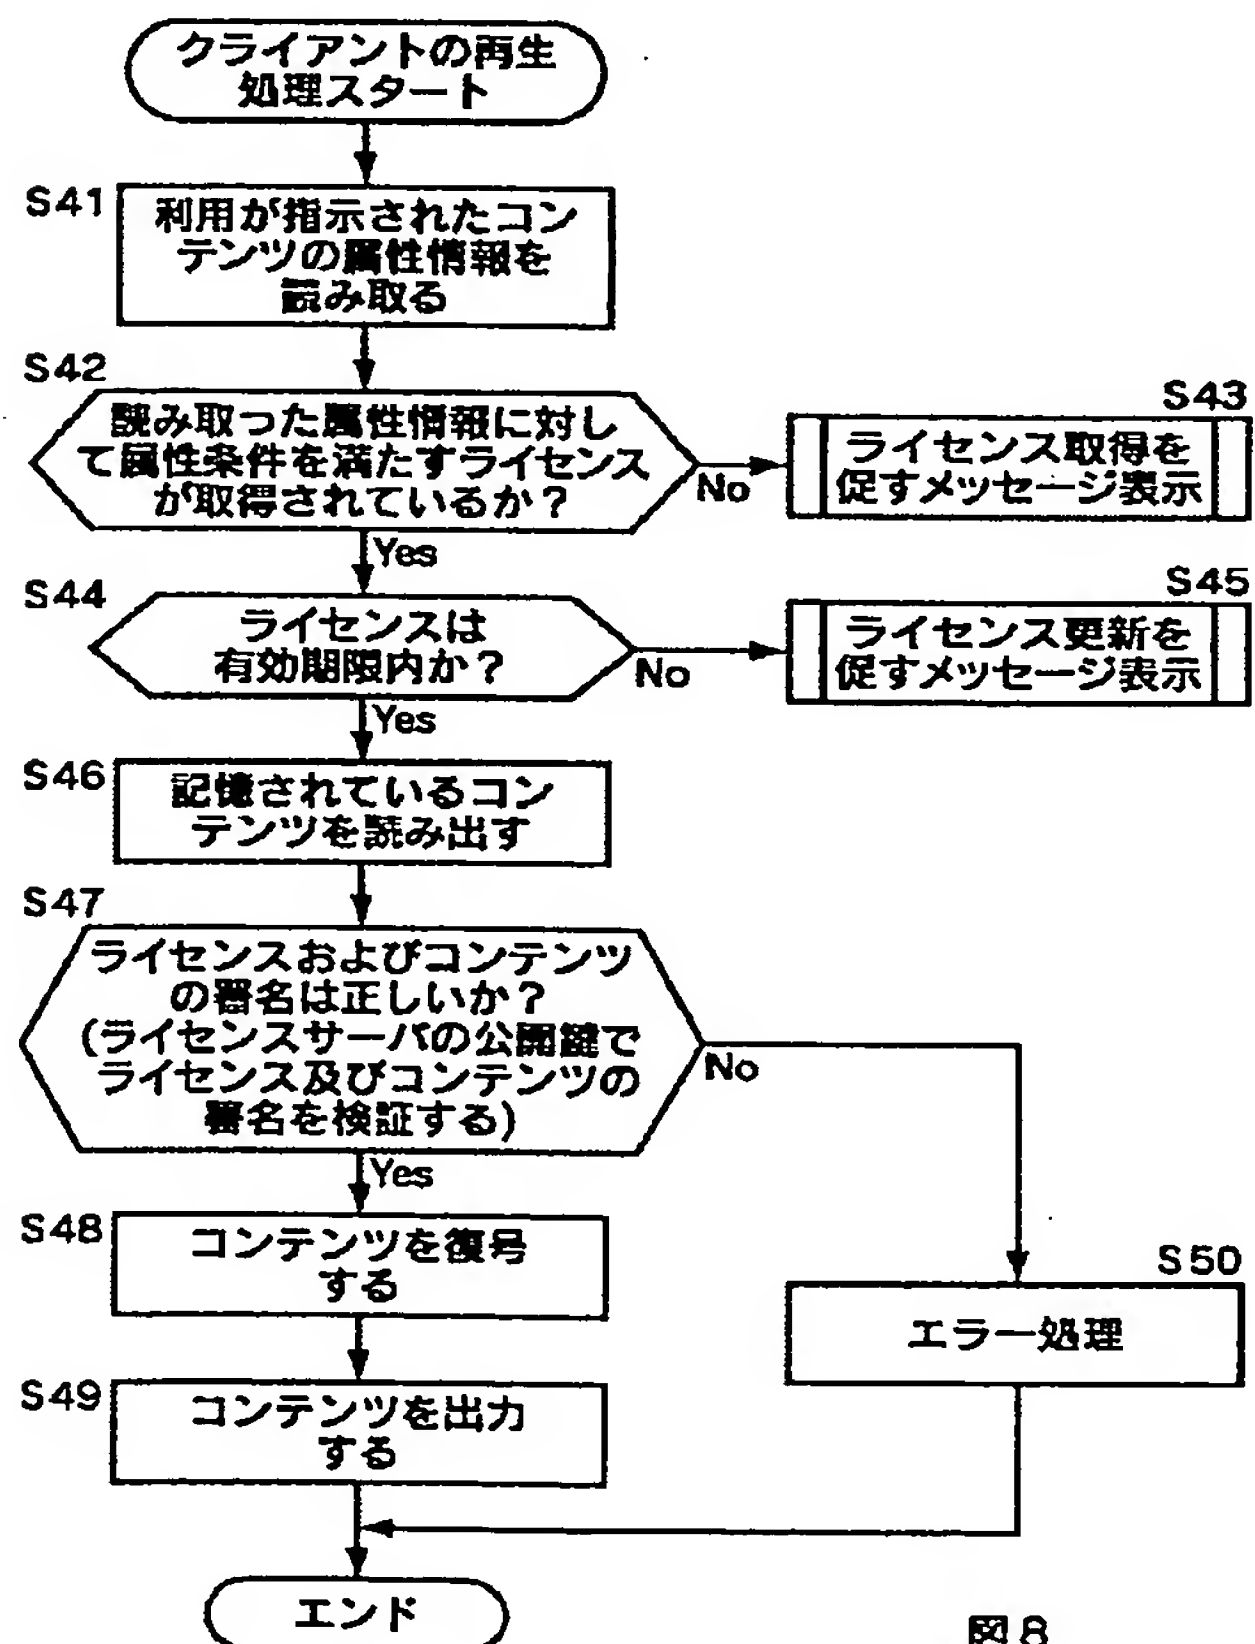 クライアントの再生
処理スタート
S41
利用が指示されたコン
テンツの属性情報を
読み取る
S42
読み取った属性情報に対し
て属性条件を満たすライセンス
が取得されているか？
No
S43
ライセンス取得を
促すメッセージ表示
Yes
S44
ライセンスは
有効期限内か？
No
S45
ライセンス更新を
促すメッセージ表示
Yes
S46
記憶されているコン
テンツを読み出す
S47
ライセンスおよびコンテンツ
の署名は正しいか？
(ライセンスサーバの公開鍵で
ライセンス及びコンテンツの
署名を検証する)
No
Yes
S48
コンテンツを復号
する
S50
エラー処理
S49
コンテンツを出力
する
エンド
図8